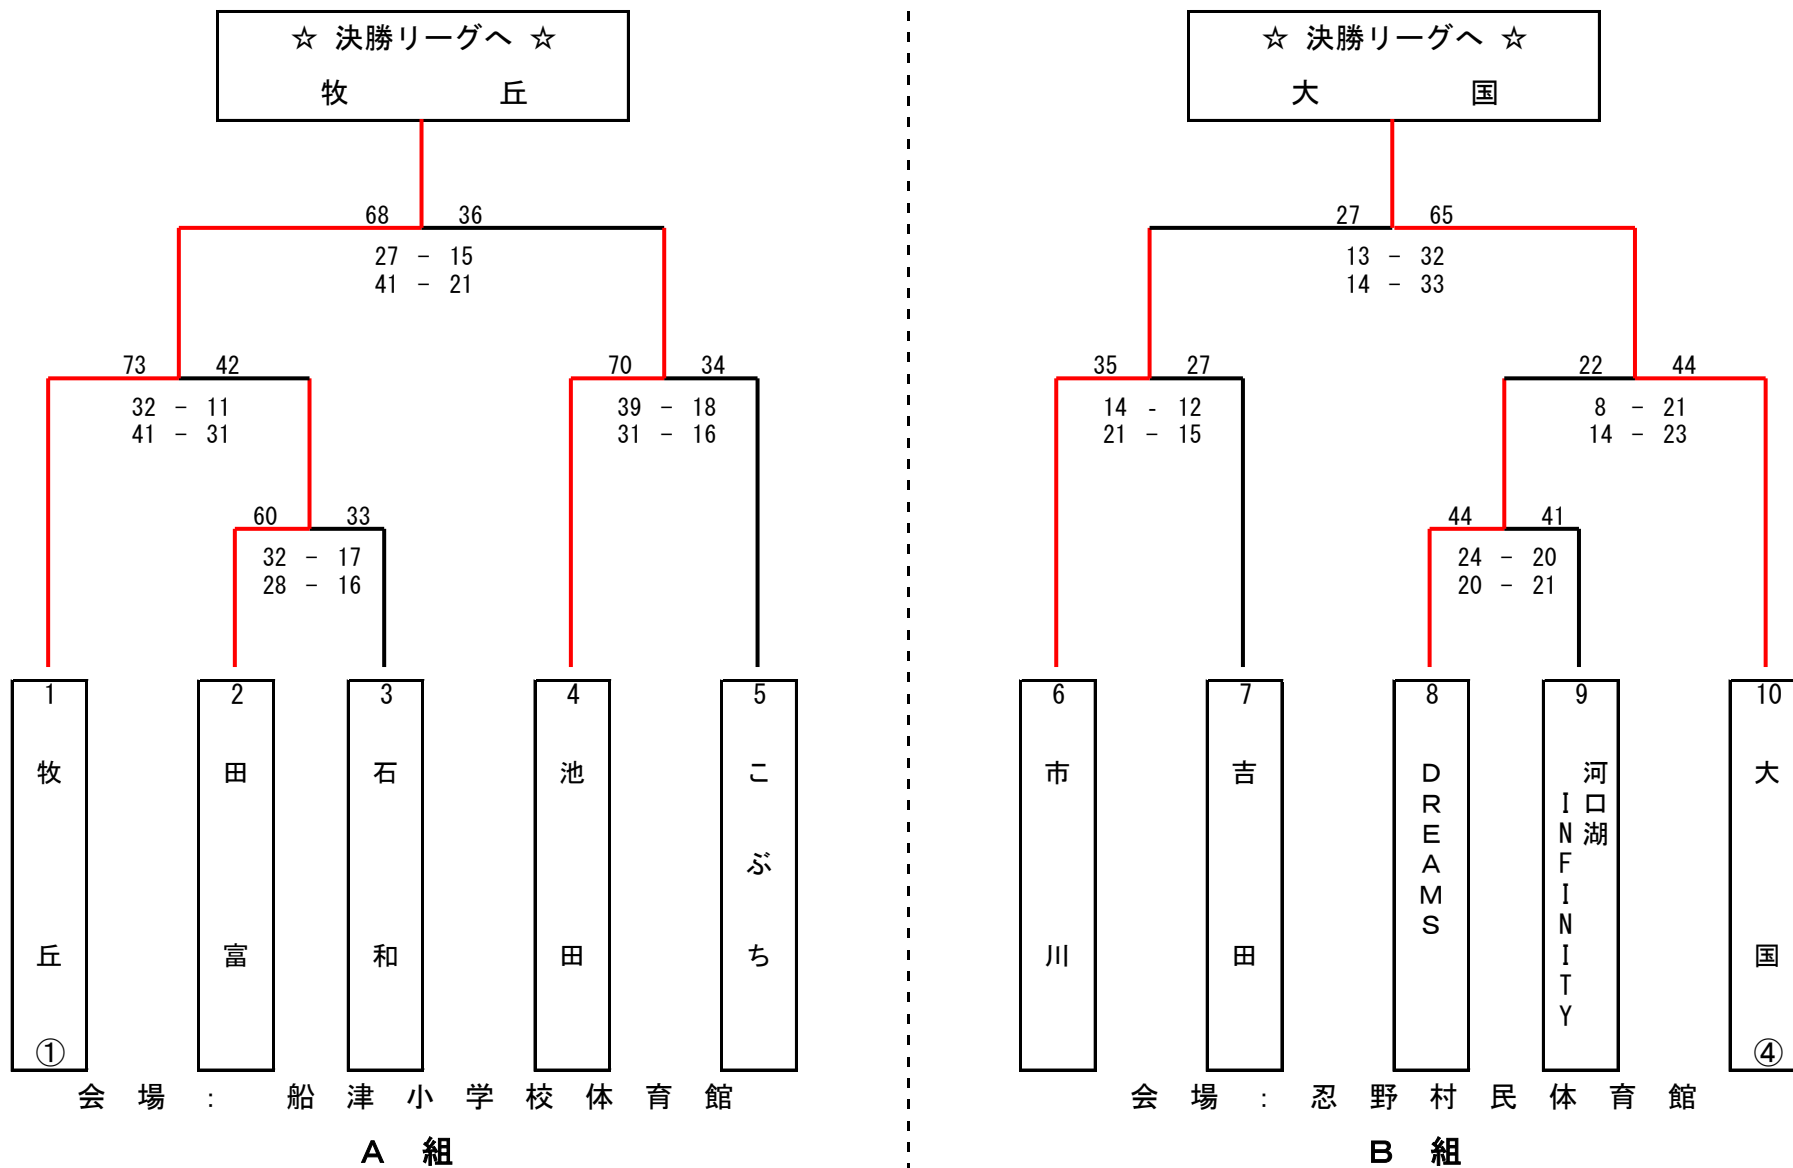 ☆ 決勝リーグへ ☆
牧 丘
68 36
27 － 15
41 － 21
73 42
32 － 11
41 － 31
70 34
39 － 18
31 － 16
60 33
32 － 17
28 － 16
1
牧丘
①
2
田富
3
石和
4
池田
5
こぶち
会 場 ： 船 津 小 学 校 体 育 館
Ａ 組
☆ 決勝リーグへ ☆
大 国
27 65
13 － 32
14 － 33
35 27
14 - 12
21 － 15
22 44
8 － 21
14 － 23
44 41
24 － 20
20 － 21
6
市川
7
吉田
8
ＤＲＥＡＭＳ
9
河口湖
ＩＮＦＩＮＩＴＹ
10
大国
④
会 場 ： 忍 野 村 民 体 育 館
Ｂ 組